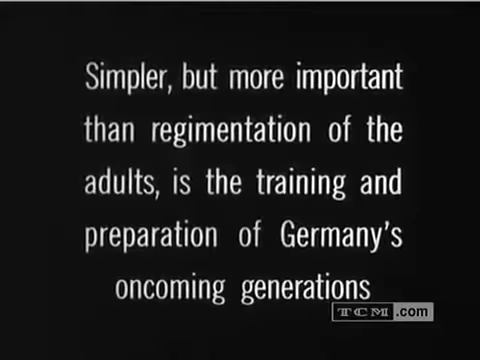 Simpler, but more important
than regimentation of the
adults, is the training and
preparation of Germany's
oncoming generations
TCM.com